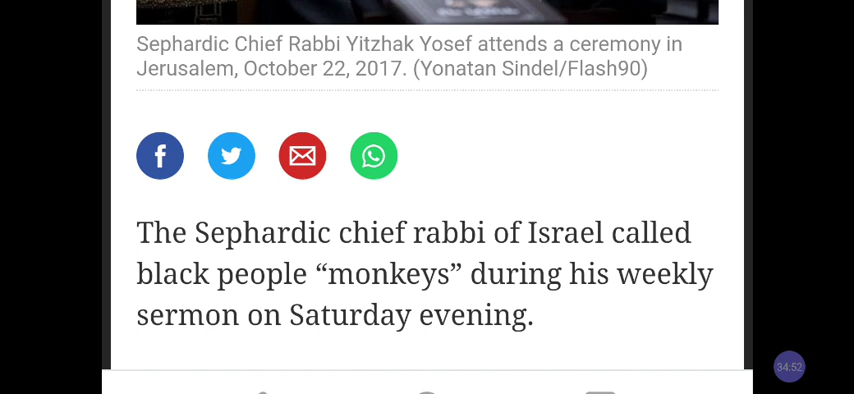 Sephardic Chief Rabbi Yitzhak Yosef attends a ceremony in
Jerusalem, October 22, 2017. (Yonatan Sindel/Flash90)
The Sephardic chief rabbi of Israel called
black people “monkeys” during his weekly
sermon on Saturday evening.
34:52